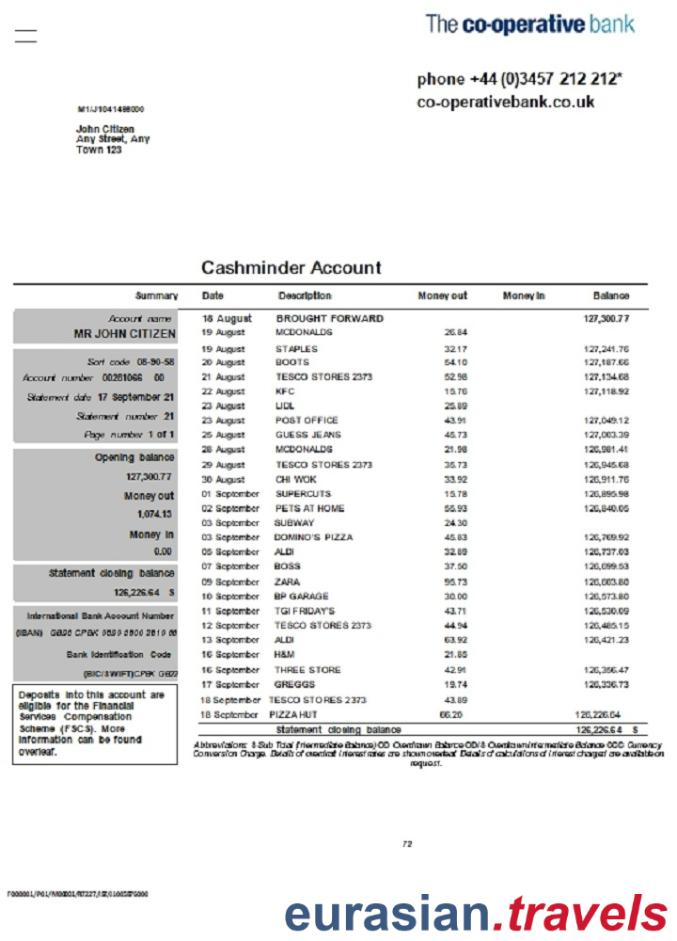 The co-operative bank
phone +44 (0)3457 212 212*
co-operativebank.co.uk
John Citizen
Any Street, Any
Town 123
Cashminder Account
Summary Date Description Money out Money in Balance
Account name
MR JOHN CITIZEN
Sort code 08-90-58
Account number 00281066 00
Statement date 17 September 21
Statement number 21
Page number 1 of 1
Opening balance
127,300.77
Money out
1,074.13
Money in
0.00
Statement closing balance
126,226.64 S
International Bank Account Number
(IBAN)
Bank Identification Code
(BIC/SWIFT)CPBK GB22
Deposits into this account are
eligible for the Financial
Services Compensation
Scheme (FSCS). More
information can be found
overleaf.
18 August BROUGHT FORWARD 127,300.77
19 August MCDONALDS 26.84
19 August STAPLES 32.17 127,241.76
20 August BOOTS 54.10 127,187.66
21 August TESCO STORES 2373 52.98 127,134.68
22 August KFC 15.76 127,118.92
23 August LIDL 25.89
23 August POST OFFICE 43.91 127,049.12
25 August GUESS JEANS 45.73 127,003.39
28 August MCDONALDS 21.98 126,981.41
29 August TESCO STORES 2373 35.73 126,945.68
30 August CHI WOK 33.92 126,911.76
01 September SUPERCUTS 15.78 126,895.98
02 September PETS AT HOME 55.93 126,840.05
03 September SUBWAY 24.30
03 September DOMINO'S PIZZA 45.83 126,769.92
05 September ALDI 32.89 126,737.03
07 September BOSS 37.50 126,699.53
09 September ZARA 95.73 126,603.80
10 September BP GARAGE 30.00 126,573.80
11 September TGI FRIDAY'S 43.71 126,530.09
12 September TESCO STORES 2373 44.94 126,485.15
13 September ALDI 63.92 126,421.23
16 September H&M 21.85
16 September THREE STORE 42.91 126,356.47
17 September GREGGS 19.74 126,336.73
18 September TESCO STORES 2373 43.89
18 September PIZZA HUT 66.20 126,226.64
Statement closing balance 126,226.64 S
Abbreviations: S Sub Total (Intermediate Balance) OD Overdrawn Balance OD/S Overdrawn Intermediate Balance CCC Currency
Conversion Charge. Details of overdraft interest rates are shown overleaf. Details of calculations of interest charged are available on
request.
72
eurasian.travels